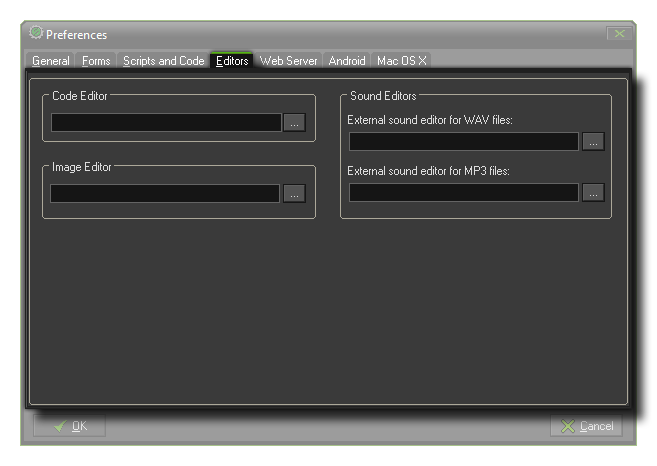 Preferences
General Forms Scripts and Code Editors Web Server Android Mac OS X
Code Editor
...
Image Editor
...
Sound Editors
External sound editor for WAV files:
...
External sound editor for MP3 files:
...
OK Cancel